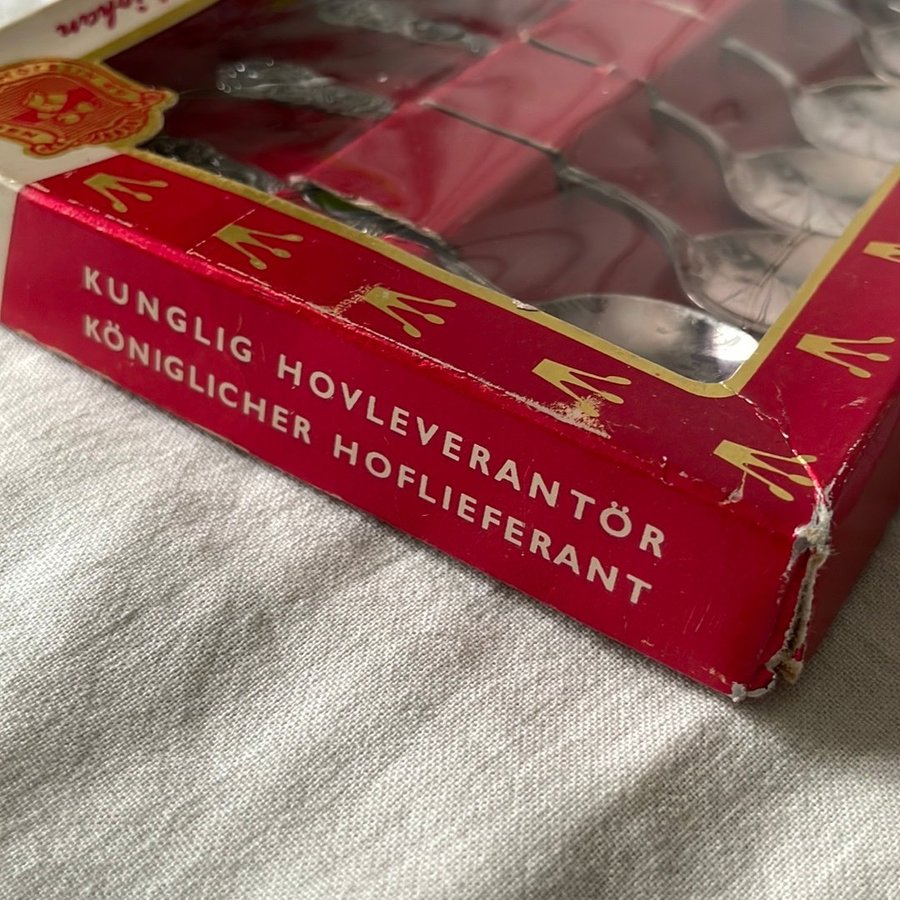 KUNGLIG HOVLEVERANTÖR
KÖNIGLICHER HOFLIEFERANT